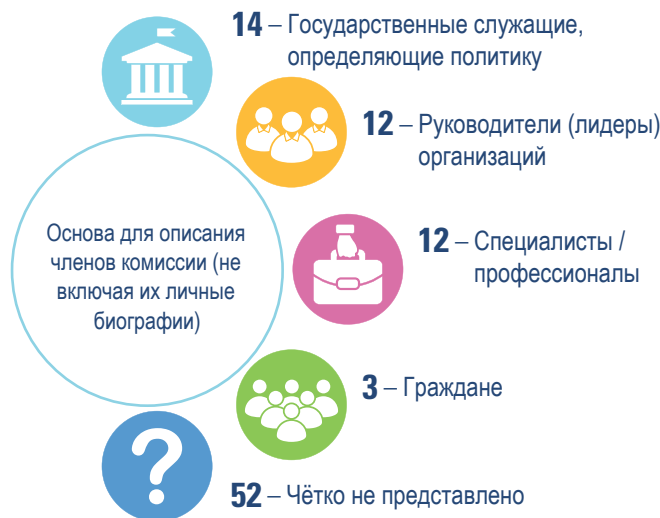 14 – Государственные служащие,
определяющие политику
12 – Руководители (лидеры)
организаций
Основа для описания
членов комиссии (не
включая их личные
биографии)
12 – Специалисты /
профессионалы
3 – Граждане
?
52 – Чётко не представлено